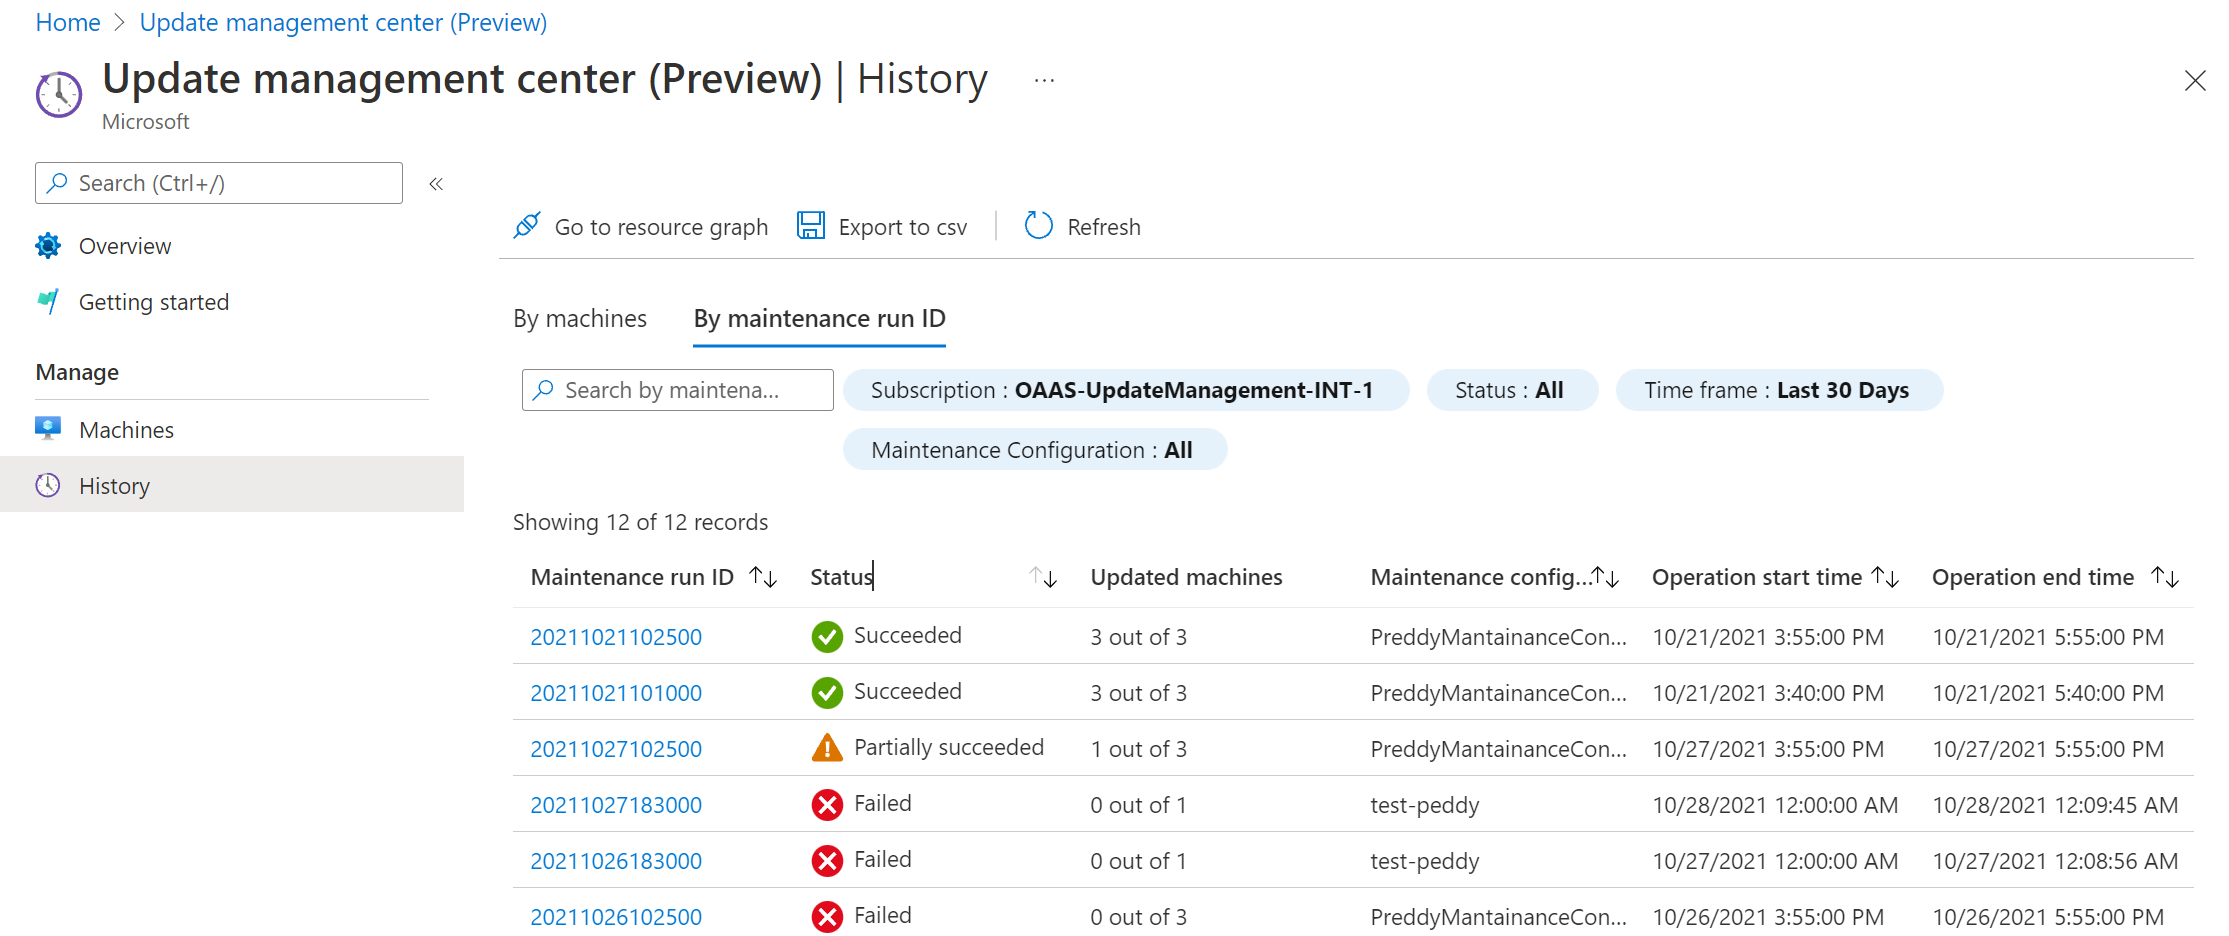 Home > Update management center (Preview)
Update management center (Preview) | History ...
Microsoft
Search (Ctrl+/) «
Overview
Getting started
Manage
Machines
History
Go to resource graph Export to csv Refresh
By machines By maintenance run ID
Search by maintena... Subscription : OAAS-UpdateManagement-INT-1 Status : All Time frame : Last 30 Days
Maintenance Configuration : All
Showing 12 of 12 records
Maintenance run ID Status Updated machines Maintenance config... Operation start time Operation end time
20211021102500 Succeeded 3 out of 3 PreddyMantainanceCon... 10/21/2021 3:55:00 PM 10/21/2021 5:55:00 PM
20211021101000 Succeeded 3 out of 3 PreddyMantainanceCon... 10/21/2021 3:40:00 PM 10/21/2021 5:40:00 PM
20211027102500 Partially succeeded 1 out of 3 PreddyMantainanceCon... 10/27/2021 3:55:00 PM 10/27/2021 5:55:00 PM
20211027183000 Failed 0 out of 1 test-peddy 10/28/2021 12:00:00 AM 10/28/2021 12:09:45 AM
20211026183000 Failed 0 out of 1 test-peddy 10/27/2021 12:00:00 AM 10/27/2021 12:08:56 AM
20211026102500 Failed 0 out of 3 PreddyMantainanceCon... 10/26/2021 3:55:00 PM 10/26/2021 5:55:00 PM